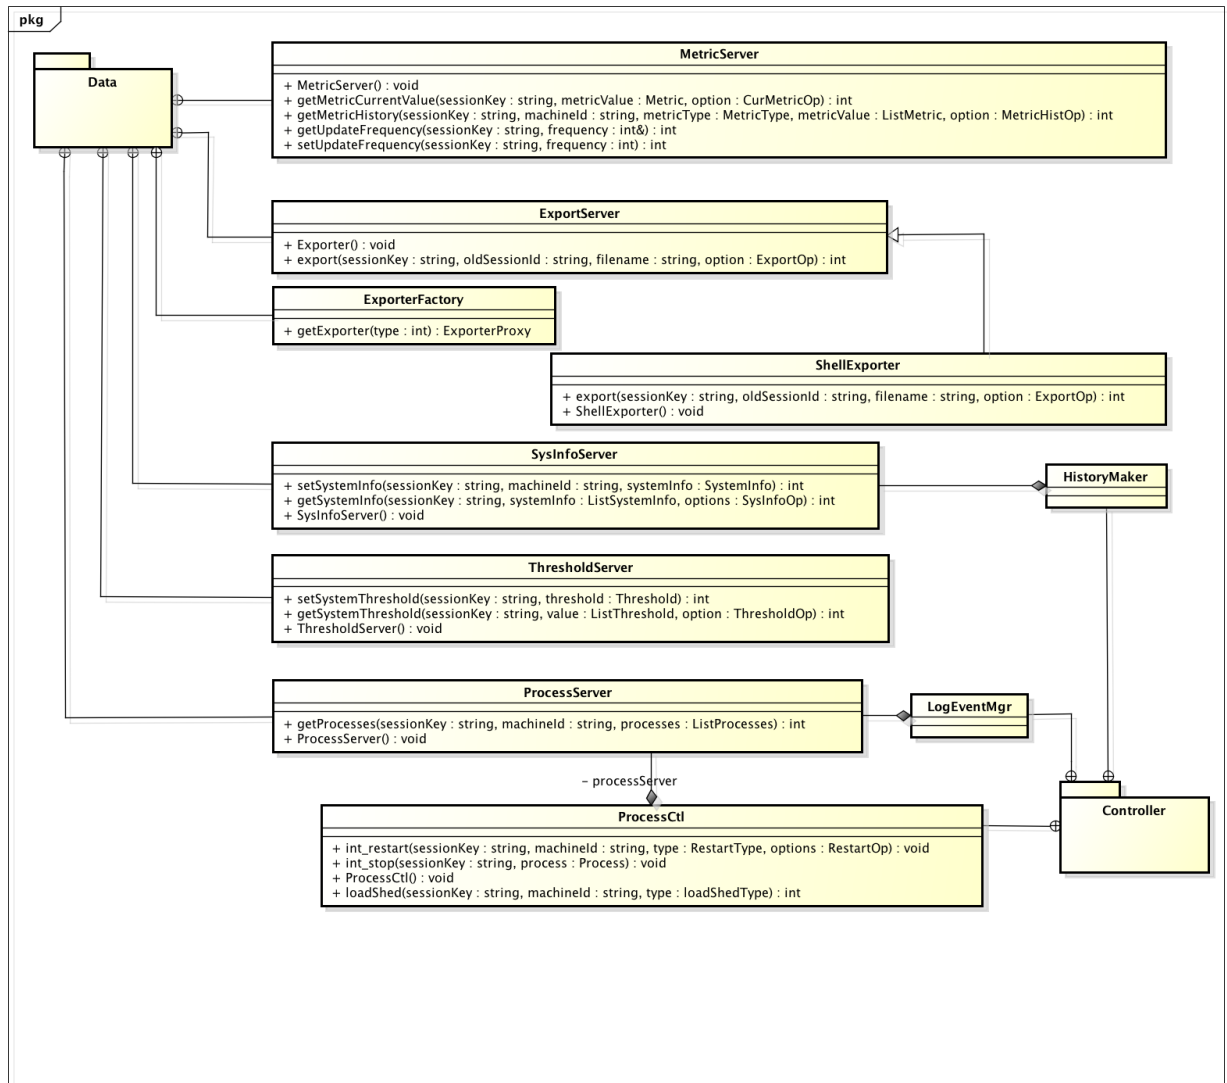 pkg
Data
MetricServer
+ MetricServer() : void
+ getMetricCurrentValue(sessionKey : string, metricValue : Metric, option : CurMetricOp) : int
+ getMetricHistory(sessionKey : string, machineId : string, metricType : MetricType, metricValue : ListMetric, option : MetricHistOp) : int
+ getUpdateFrequency(sessionKey : string, frequency : int&) : int
+ setUpdateFrequency(sessionKey : string, frequency : int) : int
ExportServer
+ Exporter() : void
+ export(sessionKey : string, oldSessionId : string, filename : string, option : ExportOp) : int
ExporterFactory
+ getExporter(type : int) : ExporterProxy
ShellExporter
+ export(sessionKey : string, oldSessionId : string, filename : string, option : ExportOp) : int
+ ShellExporter() : void
SysInfoServer
+ setSystemInfo(sessionKey : string, machineId : string, systemInfo : SystemInfo) : int
+ getSystemInfo(sessionKey : string, systemInfo : ListSystemInfo, options : SysInfoOp) : int
+ SysInfoServer() : void
HistoryMaker
ThresholdServer
+ setSystemThreshold(sessionKey : string, threshold : Threshold) : int
+ getSystemThreshold(sessionKey : string, value : ListThreshold, option : ThresholdOp) : int
+ ThresholdServer() : void
ProcessServer
+ getProcesses(sessionKey : string, machineId : string, processes : ListProcesses) : int
+ ProcessServer() : void
LogEventMgr
- processServer
ProcessCtl
+ int_restart(sessionKey : string, machineId : string, type : RestartType, options : RestartOp) : void
+ int_stop(sessionKey : string, process : Process) : void
+ ProcessCtl() : void
+ loadShed(sessionKey : string, machineId : string, type : loadShedType) : int
Controller